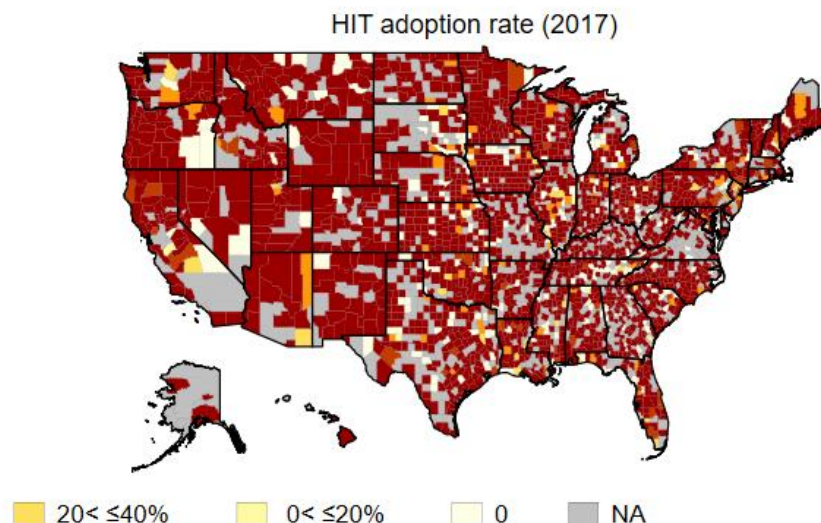 HIT adoption rate (2017)
20< ≤40% 0< ≤20% 0 NA